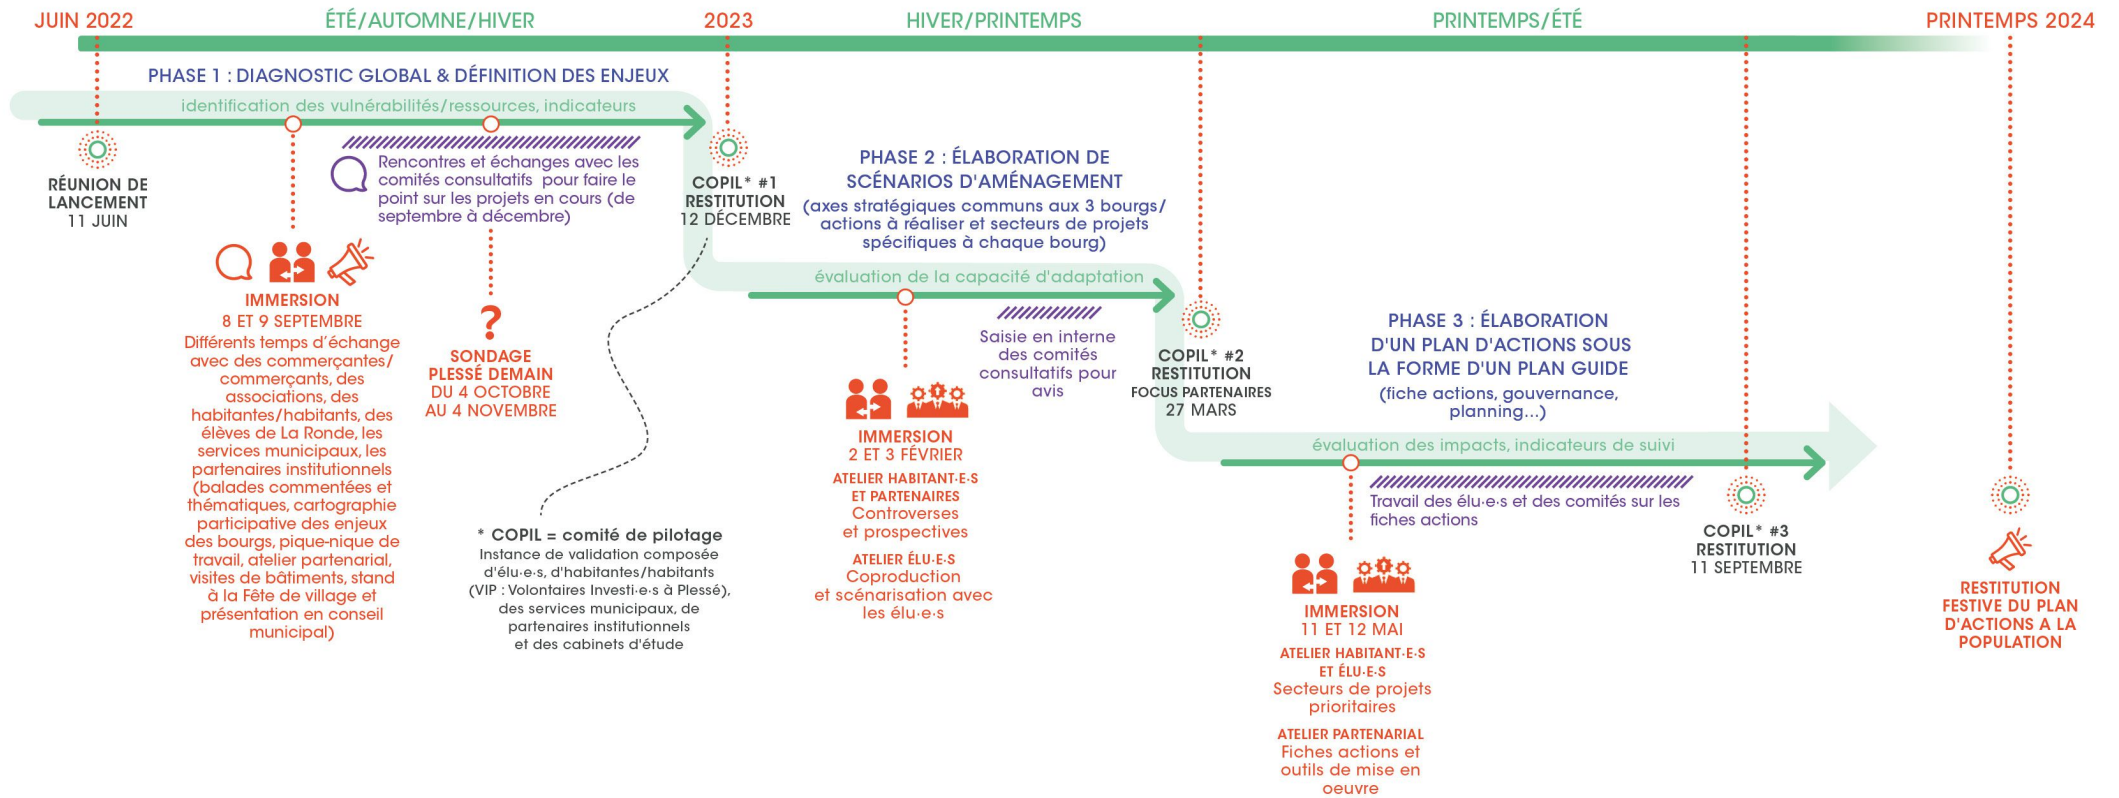 JUIN 2022
ÉTÉ/AUTOMNE/HIVER
2023
HIVER/PRINTEMPS
PRINTEMPS/ÉTÉ
PRINTEMPS 2024
PHASE 1 : DIAGNOSTIC GLOBAL & DÉFINITION DES ENJEUX
identification des vulnérabilités/ressources, indicateurs
RÉUNION DE
LANCEMENT
11 JUIN
IMMERSION
8 ET 9 SEPTEMBRE
Différents temps d'échange
avec des commerçantes/
commerçants, des
associations, des
habitantes/habitants, des
élèves de La Ronde, les
services municipaux, les
partenaires institutionnels
(balades commentées et
thématiques, cartographie
participative des enjeux
des bourgs, pique-nique de
travail, atelier partenarial,
visites de bâtiments, stand
à la Fête de village et
présentation en conseil
municipal)
Rencontres et échanges avec les
comités consultatifs pour faire le
point sur les projets en cours (de
septembre à décembre)
?
SONDAGE
PLESSÉ DEMAIN
DU 4 OCTOBRE
AU 4 NOVEMBRE
COPIL* #1
RESTITUTION
12 DÉCEMBRE
* COPIL = comité de pilotage
Instance de validation composée
d'élu·e·s, d'habitantes/habitants
(VIP : Volontaires Investi·e·s à Plessé),
des services municipaux, de
partenaires institutionnels
et des cabinets d'étude
PHASE 2 : ÉLABORATION DE
SCÉNARIOS D'AMÉNAGEMENT
(axes stratégiques communs aux 3 bourgs/
actions à réaliser et secteurs de projets
spécifiques à chaque bourg)
évaluation de la capacité d'adaptation
IMMERSION
2 ET 3 FÉVRIER
ATELIER HABITANT·E·S
ET PARTENAIRES
Controverses
et prospectives
ATELIER ÉLU·E·S
Coproduction
et scénarisation avec
les élu·e·s
Saisie en interne
des comités
consultatifs pour
avis
COPIL* #2
RESTITUTION
FOCUS PARTENAIRES
27 MARS
PHASE 3 : ÉLABORATION
D'UN PLAN D'ACTIONS SOUS
LA FORME D'UN PLAN GUIDE
(fiche actions, gouvernance,
planning...)
évaluation des impacts, indicateurs de suivi
IMMERSION
11 ET 12 MAI
ATELIER HABITANT·E·S
ET ÉLU·E·S
Secteurs de projets
prioritaires
ATELIER PARTENARIAL
Fiches actions et
outils de mise en
oeuvre
Travail des élu·e·s et des comités sur les
fiches actions
COPIL* #3
RESTITUTION
11 SEPTEMBRE
RESTITUTION
FESTIVE DU PLAN
D'ACTIONS A LA
POPULATION